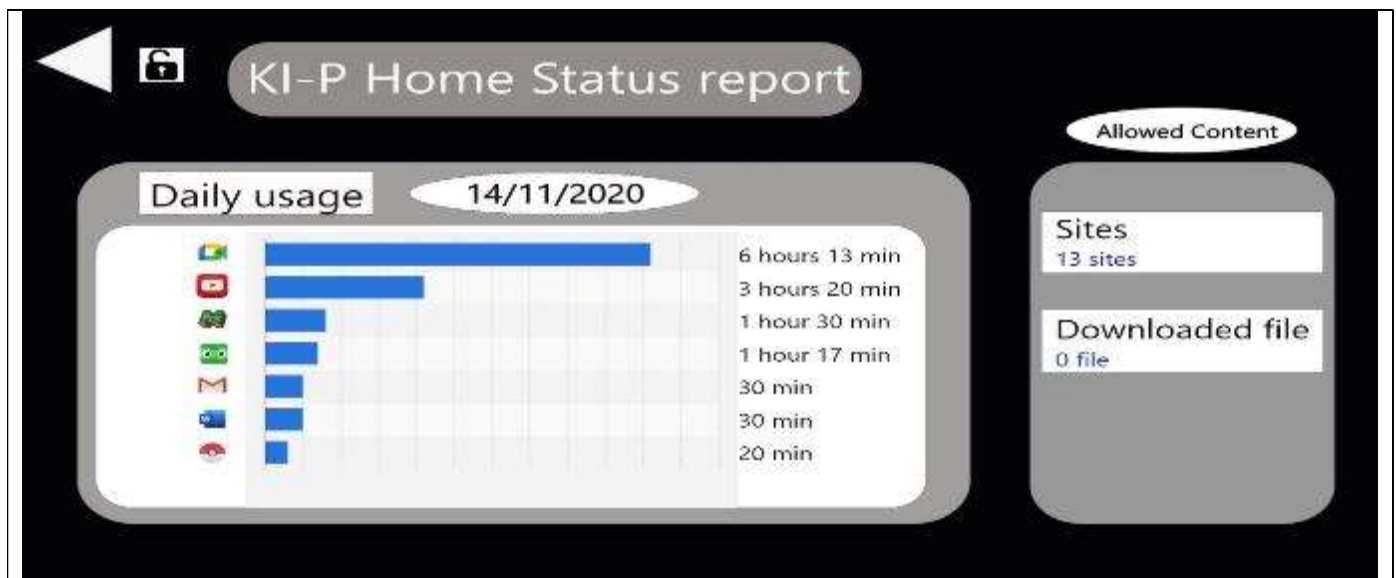 KI-P Home Status report
Allowed Content
Daily usage
14/11/2020
6 hours 13 min
3 hours 20 min
1 hour 30 min
1 hour 17 min
30 min
30 min
20 min
Sites
13 sites
Downloaded file
0 file